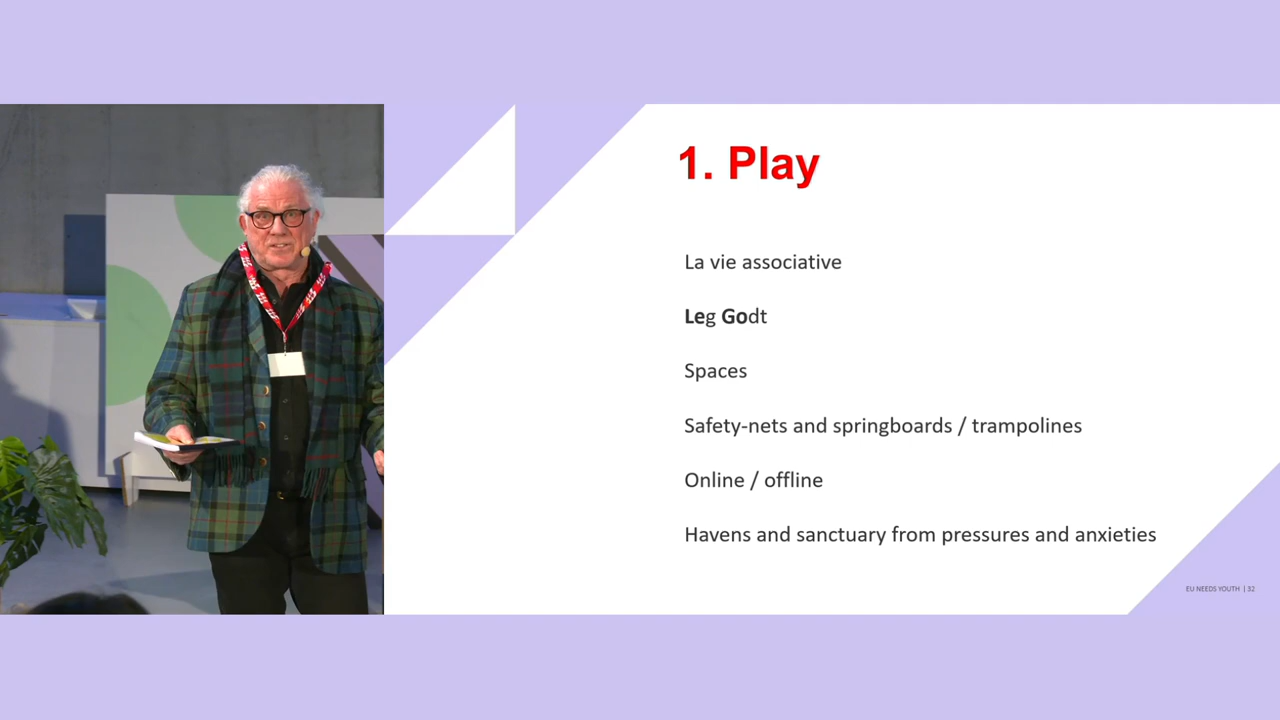 1. Play
La vie associative
Leg Godt
Spaces
Safety-nets and springboards / trampolines
Online / offline
Havens and sanctuary from pressures and anxieties
EU NEEDS YOUTH | 32